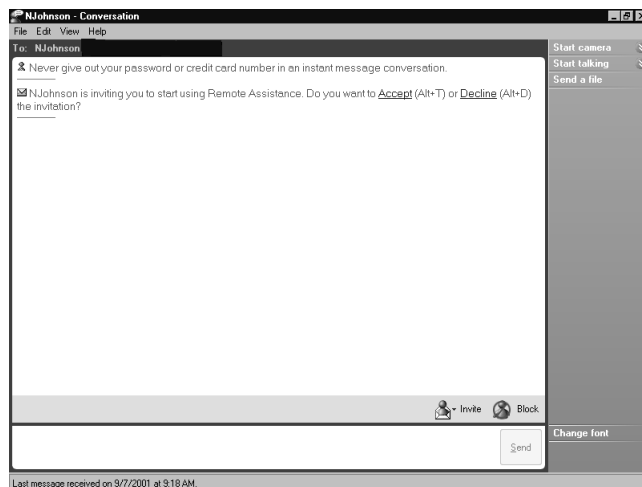 NJohnson - Conversation
File Edit View Help
To: NJohnson
Never give out your password or credit card number in an instant message conversation.
NJohnson is inviting you to start using Remote Assistance. Do you want to Accept (Alt+T) or Decline (Alt+D)
the invitation?
Start camera
Start talking
Send a file
Invite
Block
Change font
Send
Last message received on 9/7/2001 at 9:18 AM.